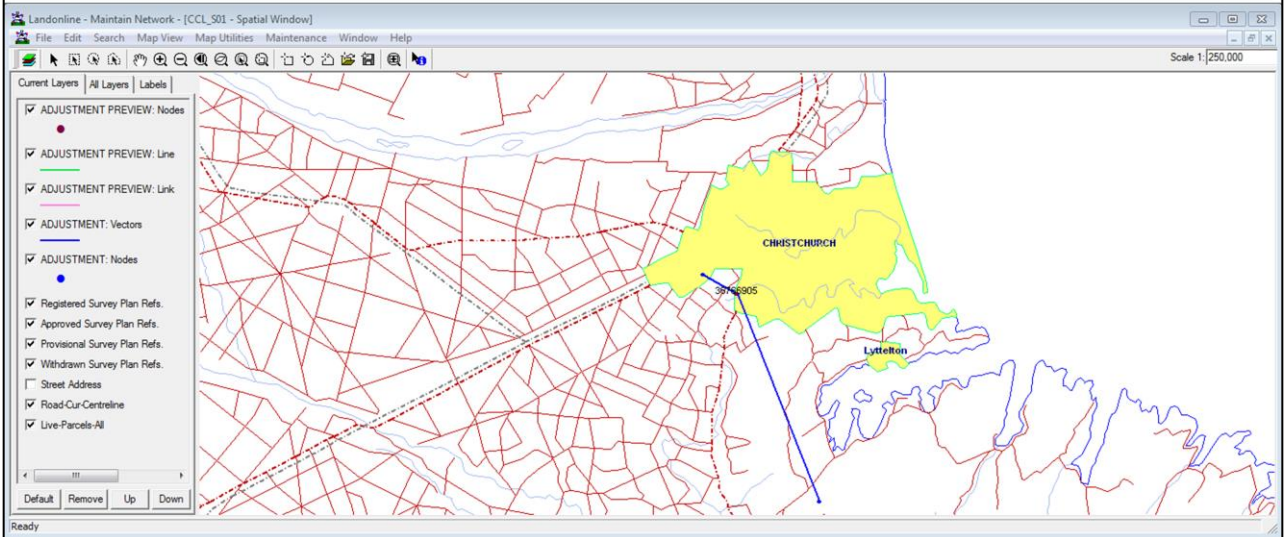 Landonline - Maintain Network - [CCL_S01 - Spatial Window]
File Edit Search Map View Map Utilities Maintenance Window Help
Scale 1: 250,000
Current Layers All Layers Labels
ADJUSTMENT PREVIEW: Nodes
ADJUSTMENT PREVIEW: Line
ADJUSTMENT PREVIEW: Link
ADJUSTMENT: Vectors
ADJUSTMENT: Nodes
Registered Survey Plan Refs.
Approved Survey Plan Refs.
Provisional Survey Plan Refs.
Withdrawn Survey Plan Refs.
Street Address
Road-Cur-Centreline
Live-Parcels-All
Default Remove Up Down
CHRISTCHURCH
Lyttelton
Ready